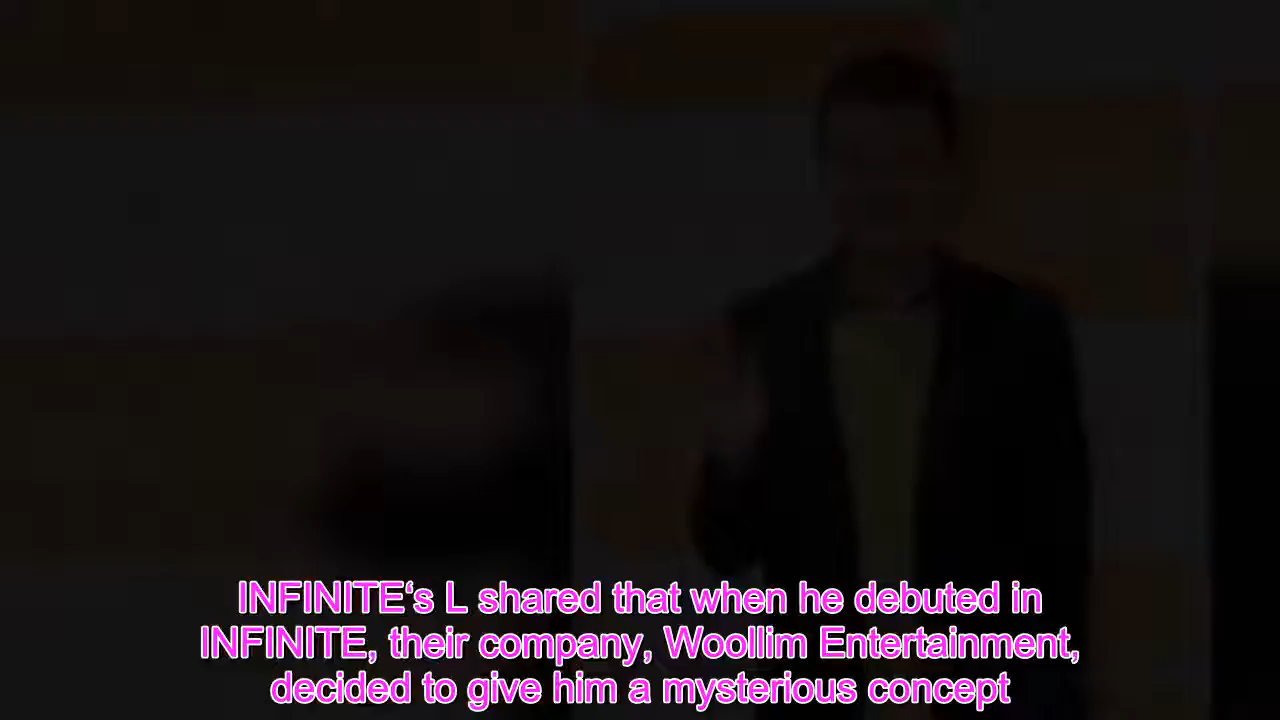 INFINITE‘s L shared that when he debuted in
INFINITE, their company, Woollim Entertainment,
decided to give him a mysterious concept